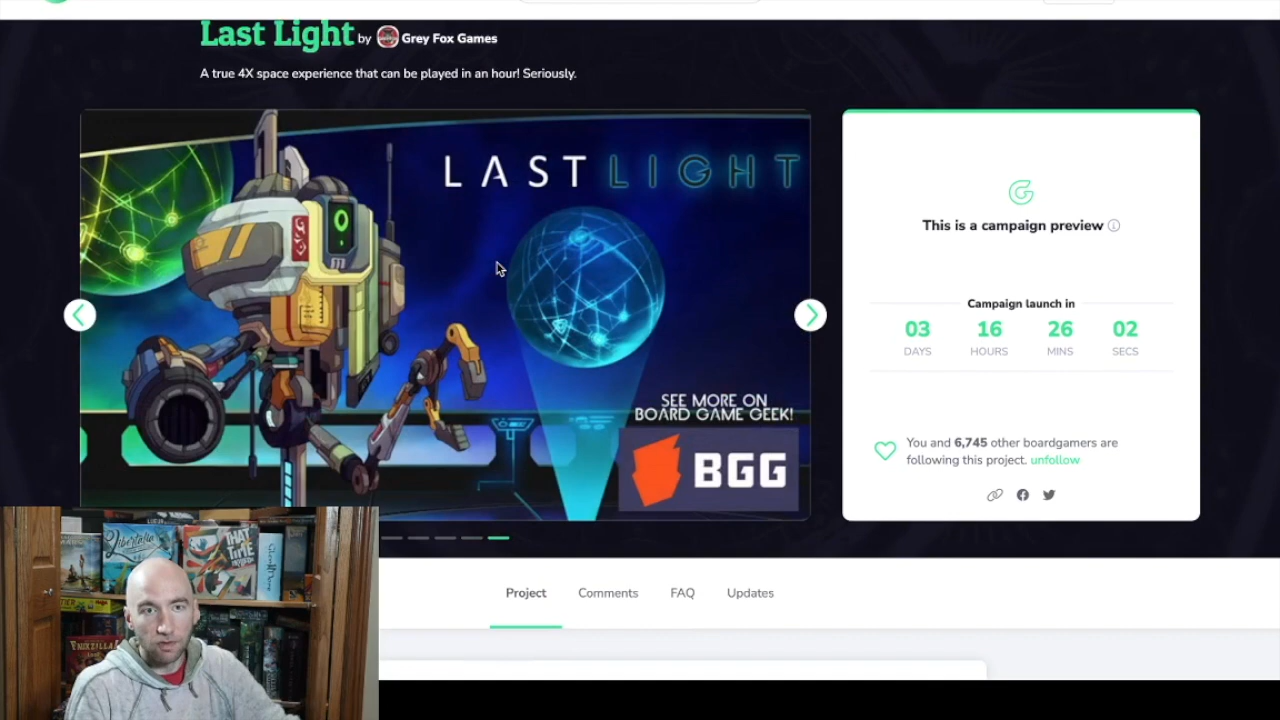 Last Light by Grey Fox Games
A true 4X space experience that can be played in an hour! Seriously.
LAST LIGHT
SEE MORE ON
BOARD GAME GEEK!
BGG
This is a campaign preview
Campaign launch in
03 16 26 02
DAYS HOURS MINS SECS
You and 6,745 other boardgamers are
following this project. unfollow
Project Comments FAQ Updates
Libertalia
THAT
TIME